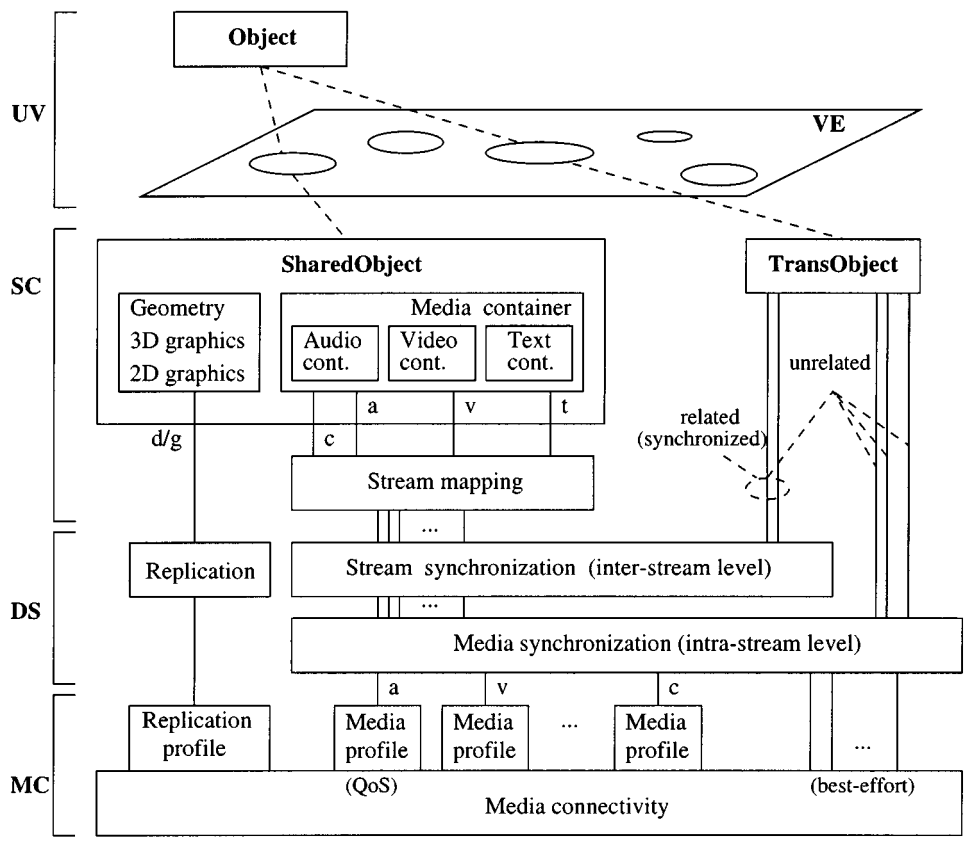 Object
UV
VE
SC
SharedObject
TransObject
Geometry
3D graphics
2D graphics
Media container
Audio
cont.
Video
cont.
Text
cont.
unrelated
related
(synchronized)
d/g
c
a
v
t
Stream mapping
...
DS
Replication
Stream synchronization (inter-stream level)
...
Media synchronization (intra-stream level)
a
v
c
MC
Replication
profile
Media
profile
Media
profile
...
Media
profile
...
(QoS)
(best-effort)
Media connectivity